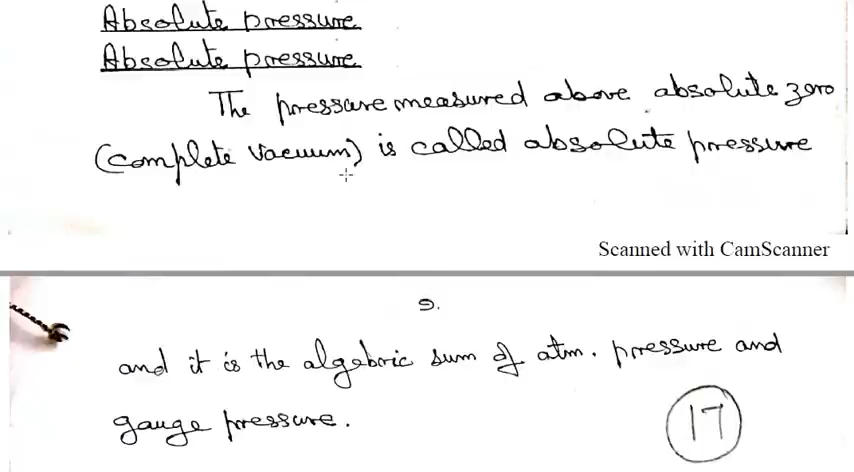 Absolute pressure
Absolute pressure
The pressure measured above absolute zero
(complete vacuum) is called absolute pressure
Scanned with CamScanner
9.
and it is the algebric sum of atm. pressure and
gauge pressure.
17